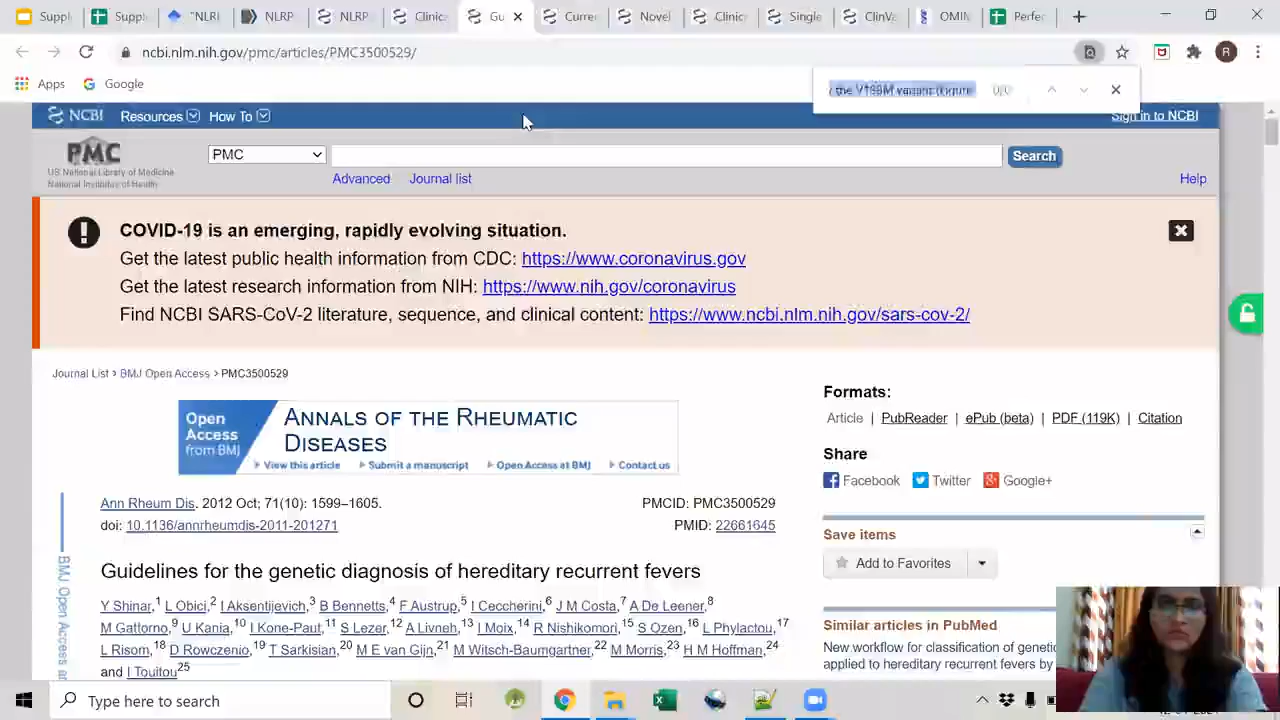 Suppl
Suppl
"NLRI
NLRP
NLRP
Clinic
Gu
Curre
Novel
Clinic
Single
ClinVa
OMIN
Perfe
ncbi.nlm.nih.gov/pmc/articles/PMC3500529/
R
Apps
Google
the V198M variant (Figure
0/0
NCBI
Resources
How To
Sign in to NCBI
PMC
US National Library of Medicine
National Institutes of Health
PMC
Search
Advanced
Journal list
Help
COVID-19 is an emerging, rapidly evolving situation.
Get the latest public health information from CDC: https://www.coronavirus.gov
Get the latest research information from NIH: https://www.nih.gov/coronavirus
Find NCBI SARS-CoV-2 literature, sequence, and clinical content: https://www.ncbi.nlm.nih.gov/sars-cov-2/
Journal List > BMJ Open Access > PMC3500529
Open
Access
from BMJ
ANNALS OF THE RHEUMATIC
DISEASES
View this article
Submit a manuscript
Open Access at BMJ
Contact us
Formats:
Article | PubReader | ePub (beta) | PDF (119K) | Citation
Share
Facebook
Twitter
Google+
Ann Rheum Dis. 2012 Oct; 71(10): 1599–1605.
PMCID: PMC3500529
doi: 10.1136/annrheumdis-2011-201271
PMID: 22661645
Save items
Add to Favorites
BMJ Open Access
Guidelines for the genetic diagnosis of hereditary recurrent fevers
Y Shinar,1 L Obici,2 I Aksentijevich,3 B Bennetts,4 F Austrup,5 I Ceccherini,6 J M Costa,7 A De Leener,8
M Gattorno,9 U Kania,10 I Kone-Paut,11 S Lezer,12 A Livneh,13 I Moix,14 R Nishikomori,15 S Ozen,16 L Phylactou,17
L Risom,18 D Rowczenio,19 T Sarkisian,20 M E van Gijn,21 M Witsch-Baumgartner,22 M Morris,23 H M Hoffman,24
and I Touitou25
Similar articles in PubMed
New workflow for classification of genetic
applied to hereditary recurrent fevers by
Type here to search